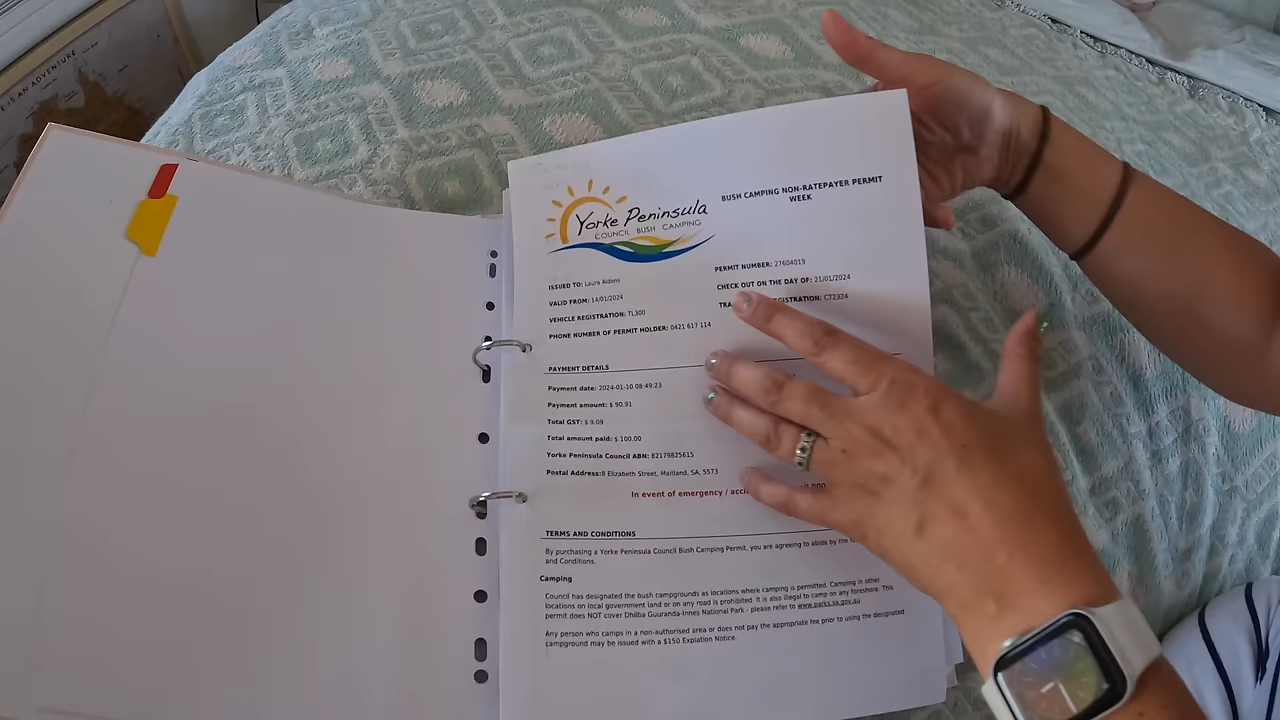 E IS AN ADVENTURE
Yorke Peninsula
COUNCIL BUSH CAMPING
BUSH CAMPING NON-RATEPAYER PERMIT
WEEK
ISSUED TO: Laura Aldons
PERMIT NUMBER: 27604019
VALID FROM: 14/01/2024
CHECK OUT ON THE DAY OF: 21/01/2024
VEHICLE REGISTRATION: TL300
TRA REGISTRATION: C72324
PHONE NUMBER OF PERMIT HOLDER: 0421 617 114
PAYMENT DETAILS
Payment date: 2024-01-10 08:49:23
Payment amount: $ 90.91
Total GST: $ 9.09
Total amount paid: $ 100.00
Yorke Peninsula Council ABN: 82179825615
Postal Address:8 Elizabeth Street, Maitland, SA, 5573
In event of emergency / acci
TERMS AND CONDITIONS
By purchasing a Yorke Peninsula Council Bush Camping Permit, you are agreeing to abide by the
and Conditions.
Camping
Council has designated the bush campgrounds as locations where camping is permitted. Camping in other
locations on local government land or on any road is prohibited. It is also illegal to camp on any foreshore. This
permit does NOT cover Dhilba Guuranda-Innes National Park - please refer to www.parks.sa.gov.au
Any person who camps in a non-authorised area or does not pay the appropriate fee prior to using the designated
campground may be issued with a $150 Expiation Notice.